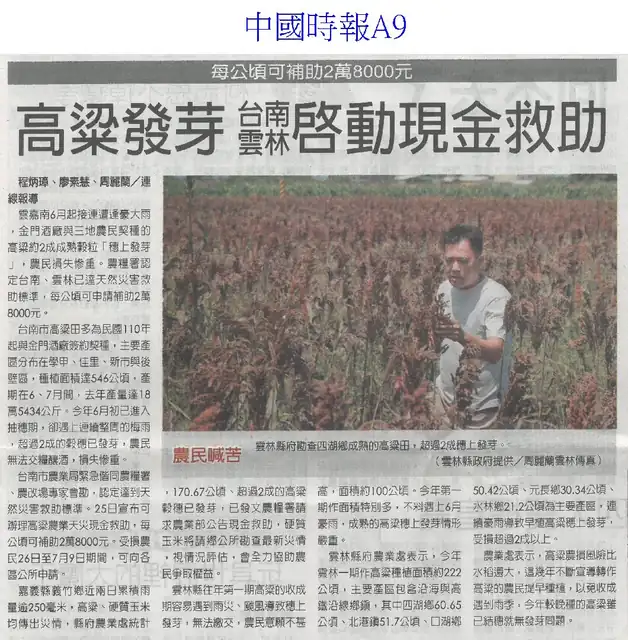 中國時報A9
每公頃可補助2萬8000元
高粱發芽 台南雲林 啓動現金救助
程炳璋、廖素慧、周麗蘭/連
線報導
雲嘉南6月起接連遭逢豪大雨
,金門酒廠與三地農民契種的
高粱約2成成熟穀粒「穗上發芽
」,農民損失慘重。農糧署認
定台南、雲林已達天然災害救
助標準,每公頃可申請補助2萬
8000元。
台南市高粱田多為民國110年
起與金門酒廠簽約契種,主要產
區分布在學甲、佳里、新市與後
壁區,種植面積達546公頃,產
期在6、7月間,去年產量達18
萬5434公斤。今年6月初已進入
抽穗期,卻遇上連續整周的梅雨
,超過2成的穀穗已發芽,農民
無法交糧釀酒,損失慘重。
台南市農業局緊急偕同農糧署
、農改場專家會勘,認定達到天
然災害救助標準。25日宣布可
辦理高粱農業天災現金救助,每
公頃可補助2萬8000元。受損農
民26日至7月9日期間,可向各
區公所申請。
嘉義縣義竹鄉近兩日累積雨
量逾250毫米,高粱、硬質玉米
均傳出災情,縣府農業處統計
農民喊苦
雲林縣府勘查四湖鄉成熟的高粱田,超過2成穗上發芽。
(雲林縣政府提供/周麗蘭雲林傳真)
,170.67公頃、超過2成的高粱
穀穗已發芽,已發文農糧署請
求農業部公告現金救助,硬質
玉米將請鄉公所勘查最新災情
,視情況評估,會全力協助農
民爭取權益。
雲林縣往年第一期高粱的收成
期容易遇到雨災、颱風導致穗上
發芽,無法繳交,農民意願不甚
高,面積約100公頃。今年第一
期作面積特別多,不料遇上6月
豪雨,成熟的高粱穗上發芽情形
嚴重。
雲林縣府農業處表示,今年
雲林一期作高粱種植面積約222
公頃,主要產區包含沿海與高
鐵沿線鄉鎮,其中四湖鄉60.65
公頃、北港鎮51.7公頃、口湖鄉
50.42公頃、元長鄉30.34公頃、
水林鄉21.2公頃為主要產區,連
續豪雨導致早植高粱穗上發芽,
受損超過2成以上。
農業處表示,高粱農損風險比
水稻還大,這幾年不斷宣導轉作
高粱的農民提早種植,以免收成
遇到雨季,今年較晚種的高粱雖
已結穗就無發芽問題。